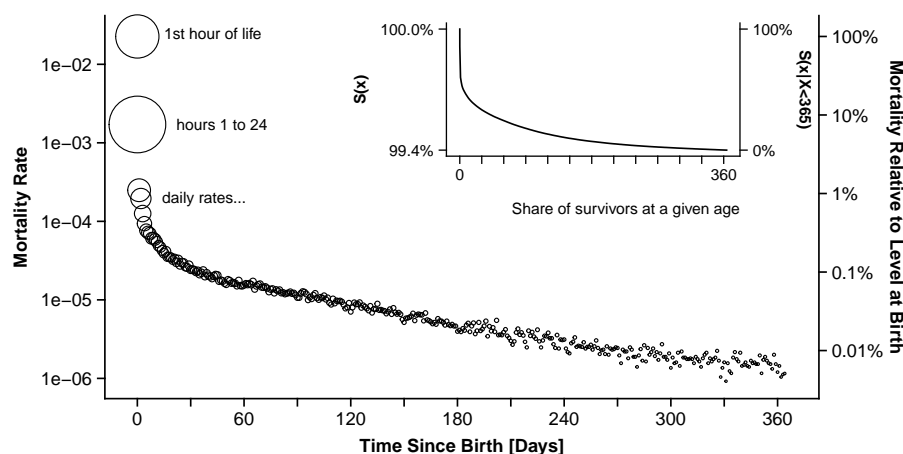 1st hour of life
hours 1 to 24
daily rates...
1e−02
1e−03
1e−04
1e−05
1e−06
Mortality Rate
0
60
120
180
240
300
360
Time Since Birth [Days]
100%
10%
1%
0.1%
0.01%
Mortality Relative to Level at Birth
100.0%
99.4%
S(x)
0
360
100%
0%
S(x|X<365)
Share of survivors at a given age